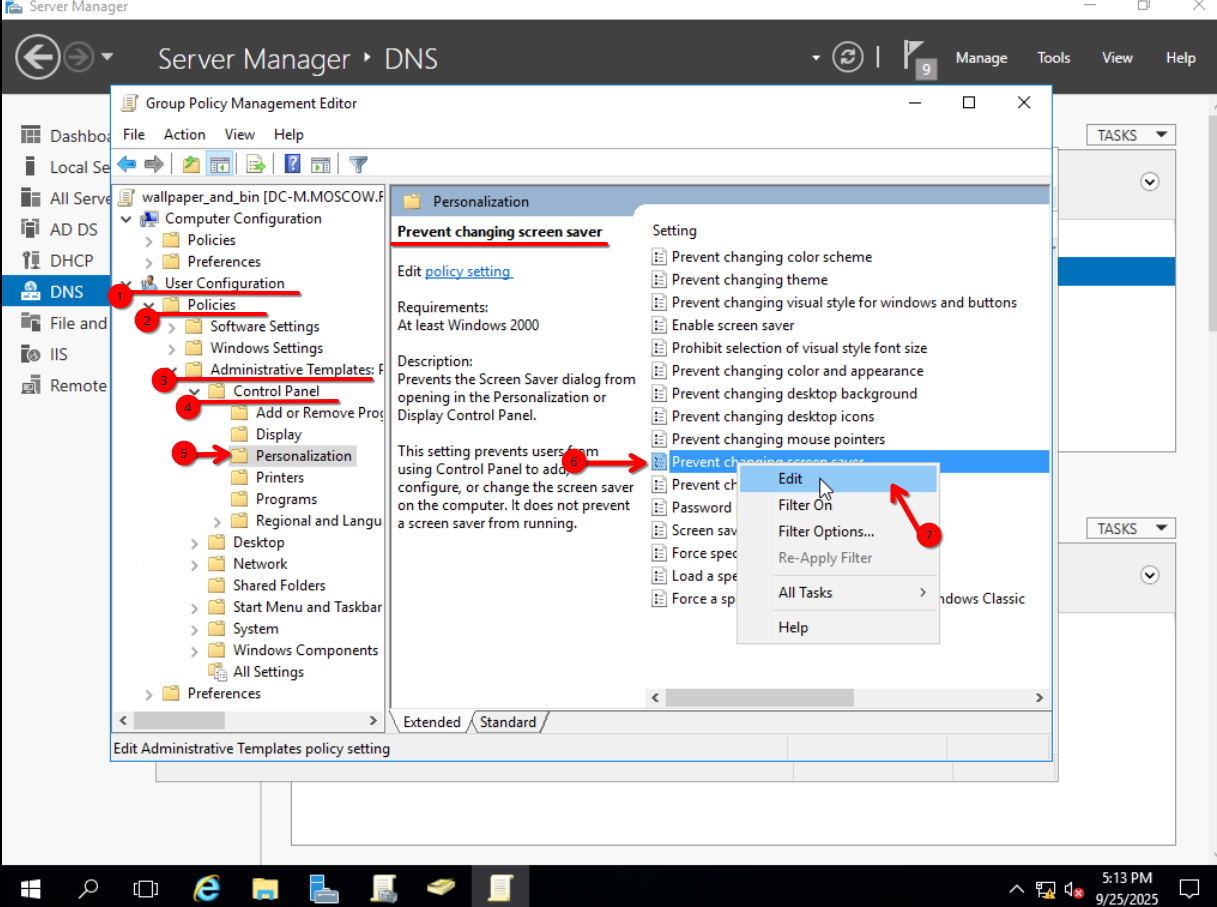 Server Manager
Server Manager • DNS
9
Manage
Tools
View
Help
Dashboa
Local Se
All Serve
AD DS
DHCP
DNS
File and
IIS
Remote
TASKS
TASKS
Group Policy Management Editor
File Action View Help
wallpaper_and_bin [DC-M.MOSCOW.F
Computer Configuration
Policies
Preferences
1
User Configuration
2
Policies
Software Settings
Windows Settings
3
Administrative Templates: F
4
Control Panel
Add or Remove Prog
Display
5
Personalization
Printers
Programs
Regional and Langu
Desktop
Network
Shared Folders
Start Menu and Taskbar
System
Windows Components
All Settings
Preferences
Personalization
Prevent changing screen saver
Edit policy setting
Requirements:
At least Windows 2000
Description:
Prevents the Screen Saver dialog from
opening in the Personalization or
Display Control Panel.
This setting prevents users from
using Control Panel to add,
configure, or change the screen saver
on the computer. It does not prevent
a screen saver from running.
Setting
Prevent changing color scheme
Prevent changing theme
Prevent changing visual style for windows and buttons
Enable screen saver
Prohibit selection of visual style font size
Prevent changing color and appearance
Prevent changing desktop background
Prevent changing desktop icons
Prevent changing mouse pointers
6
Prevent changing screen saver
Prevent ch
Password
Screen sav
Force spec
Load a spe
Force a sp
ndows Classic
Edit
7
Filter On
Filter Options...
Re-Apply Filter
All Tasks
Help
Extended
Standard
Edit Administrative Templates policy setting
5:13 PM
9/25/2025